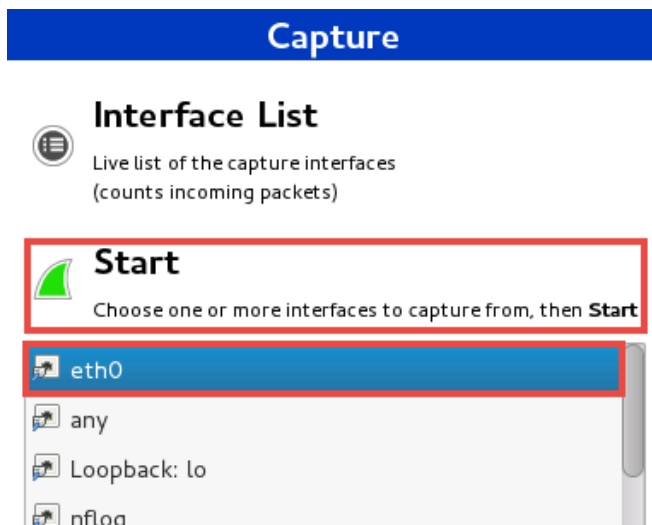 Capture
Interface List
Live list of the capture interfaces
(counts incoming packets)
Start
Choose one or more interfaces to capture from, then Start
eth0
any
Loopback: lo
nflog